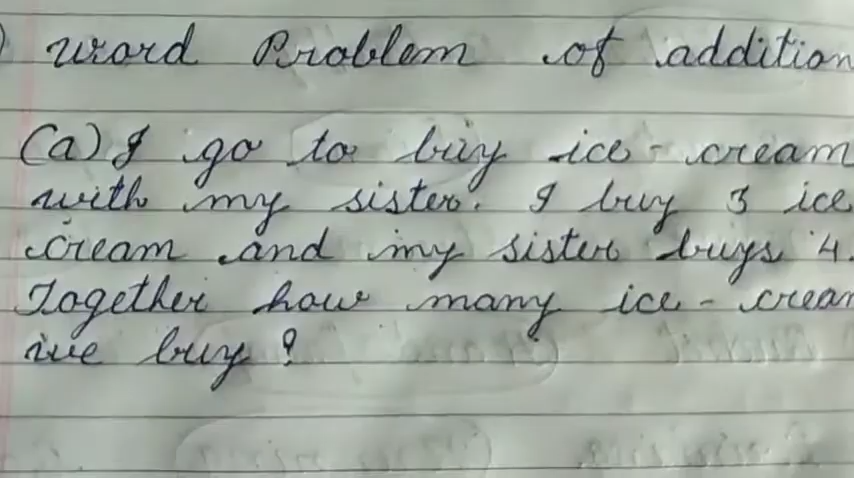 ) Word Problem of addition
(a) I go to buy ice-cream
with my sister. I buy 3 ice
cream and my sister buys 4.
Together how many ice-cream
we buy?